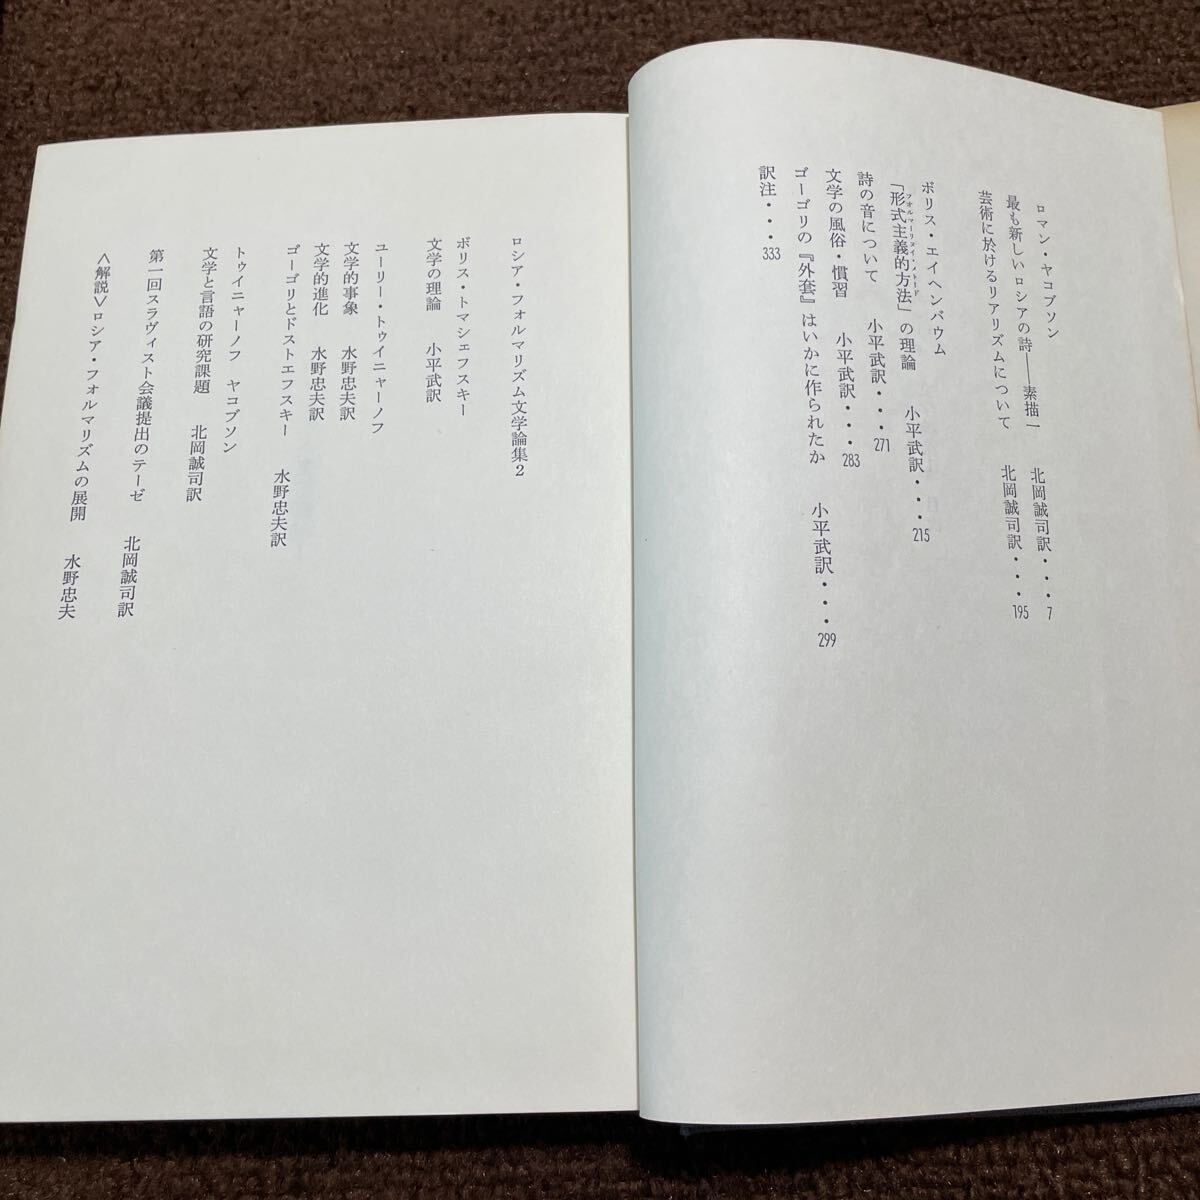 ロマン・ヤコブソン
最も新しいロシアの詩――素描一　北岡誠司訳・・・7
芸術に於けるリアリズムについて　北岡誠司訳・・・195
ボリス・エイヘンバウム
「形式主義的方法」の理論　小平武訳・・・215
詩の音について　小平武訳・・・271
文学の風俗・慣習　小平武訳・・・283
ゴーゴリの『外套』はいかに作られたか　小平武訳・・・299
訳注・・・333
ロシア・フォルマリズム文学論集2
ボリス・トマシェフスキー
文学の理論　小平武訳
ユーリー・トゥイニャーノフ
文学的事象　水野忠夫訳
文学的進化　水野忠夫訳
ゴーゴリとドストエフスキー　水野忠夫訳
トゥイニャーノフ　ヤコブソン
文学と言語の研究課題　北岡誠司訳
第一回スラヴィスト会議提出のテーゼ　北岡誠司訳
＜解説＞ロシア・フォルマリズムの展開　水野忠夫